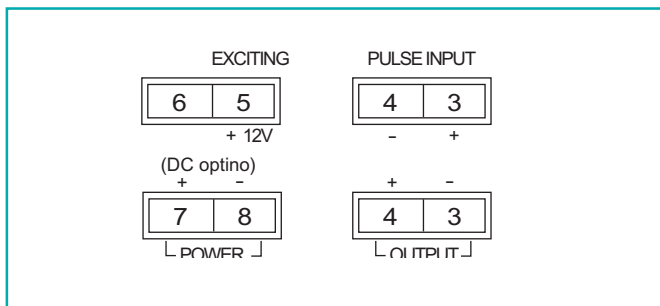 EXCITING PULSE INPUT
6 5 4 3
+ 12V - +
(DC optino)
+ - + -
7 8 4 3
POWER OUTPUT